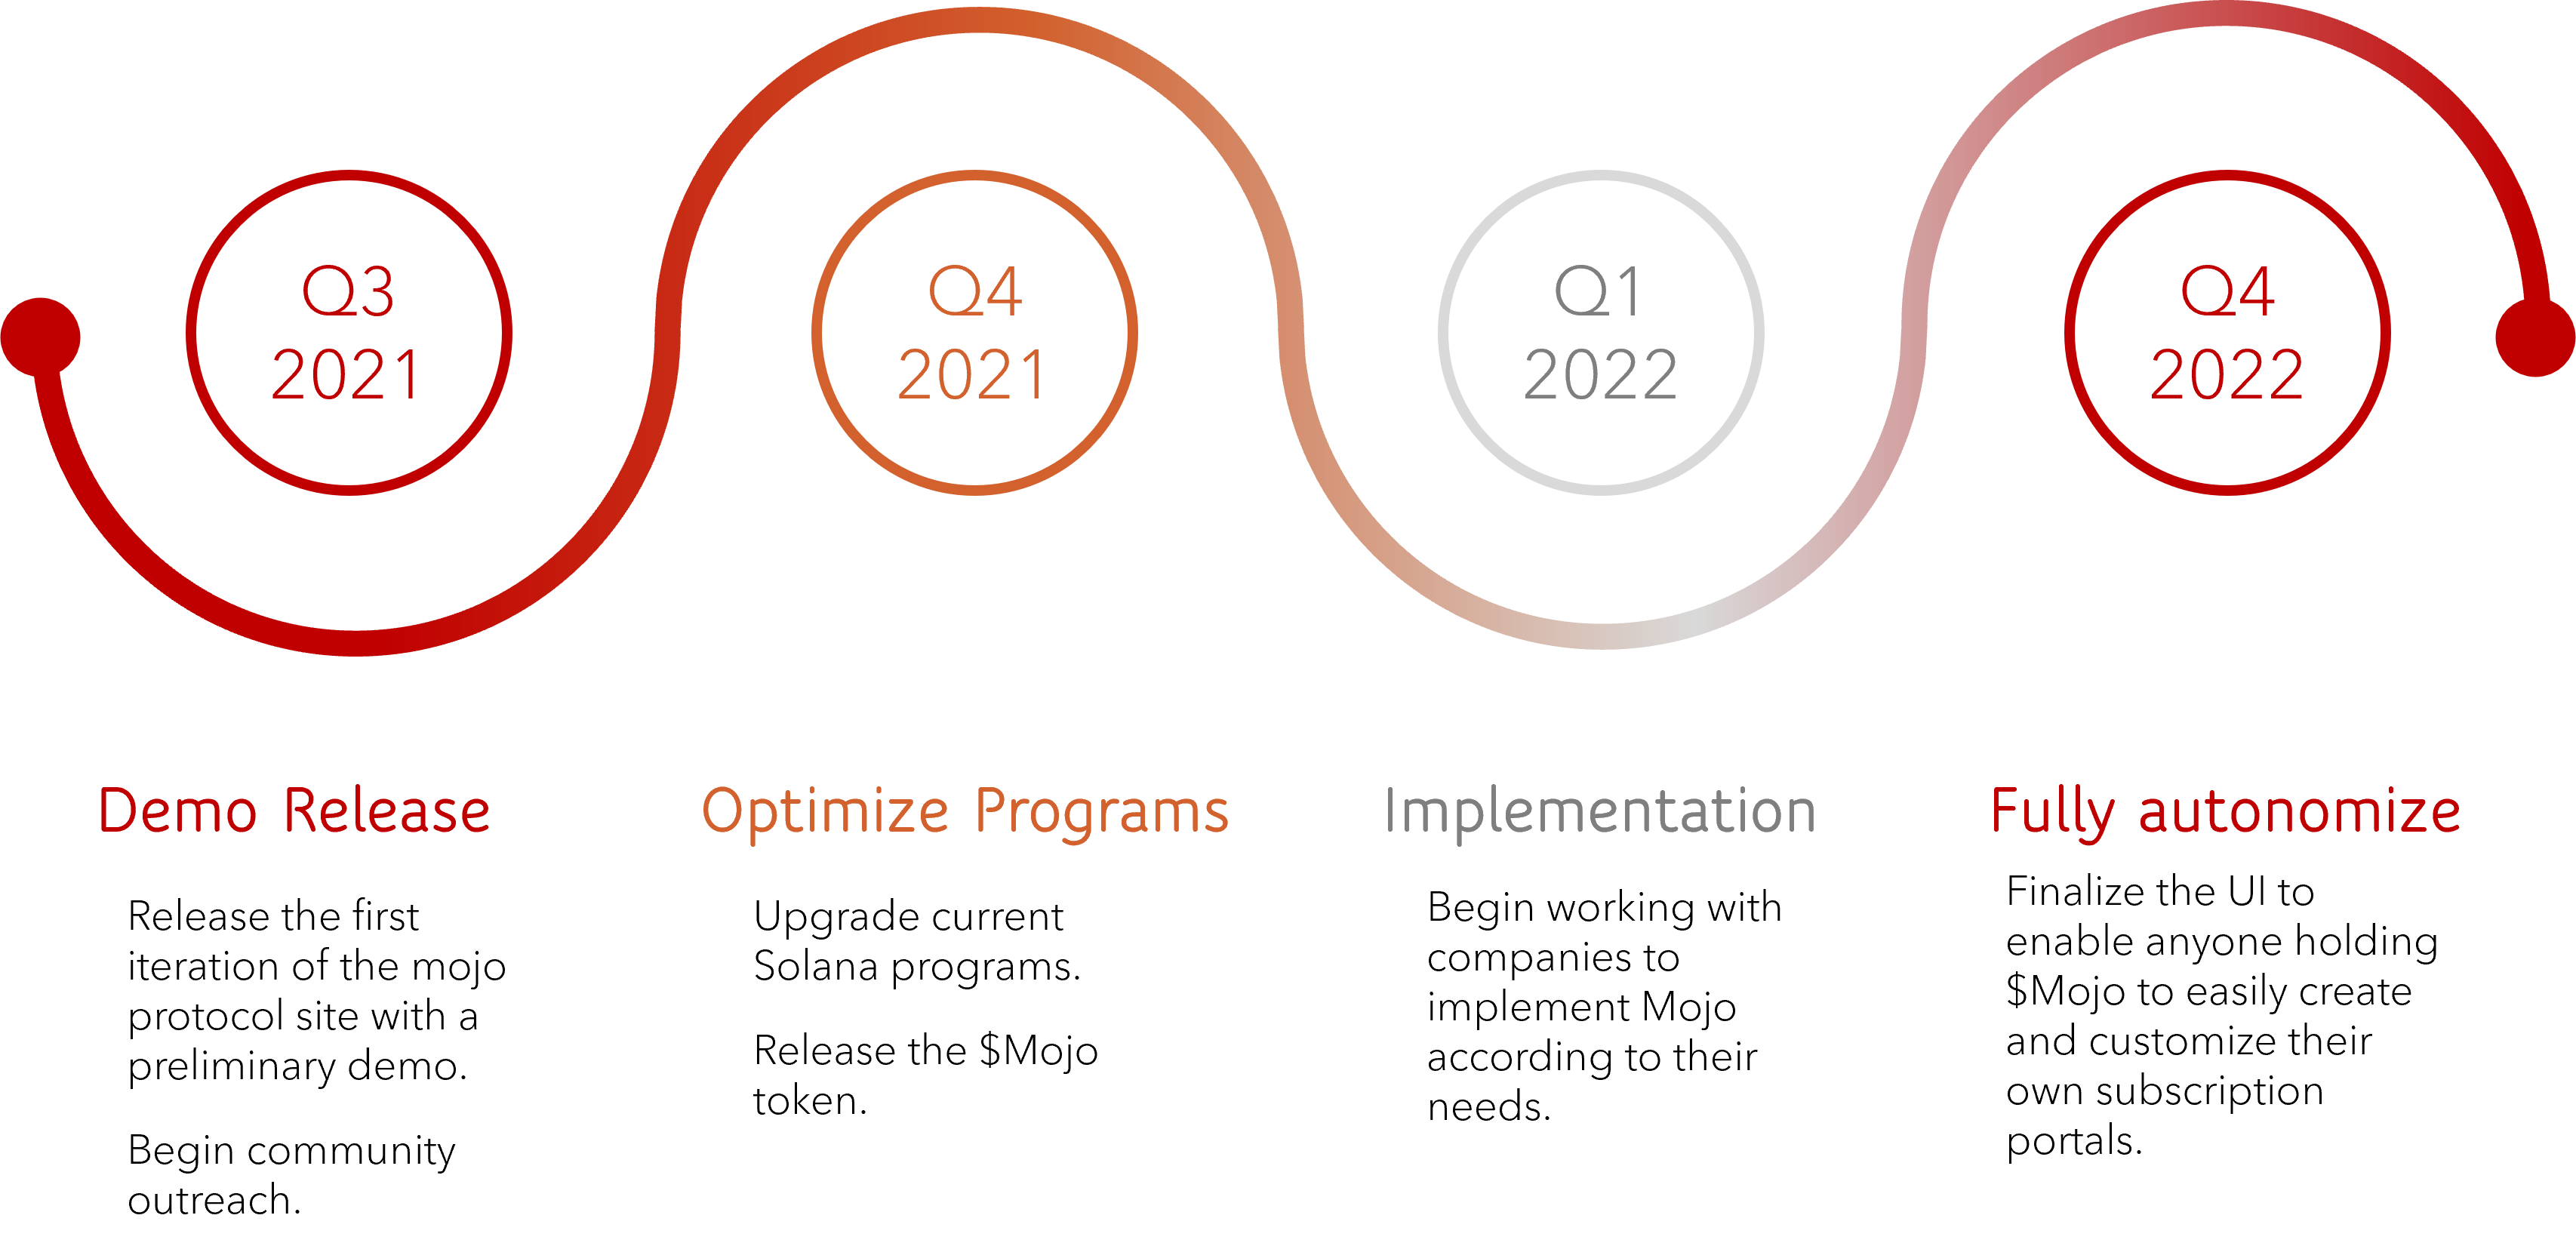 Q3
2021
Q4
2021
Q1
2022
Q4
2022
Demo Release
Release the first
iteration of the mojo
protocol site with a
preliminary demo.
Begin community
outreach.
Optimize Programs
Upgrade current
Solana programs.
Release the $Mojo
token.
Implementation
Begin working with
companies to
implement Mojo
according to their
needs.
Fully autonomize
Finalize the UI to
enable anyone holding
$Mojo to easily create
and customize their
own subscription
portals.